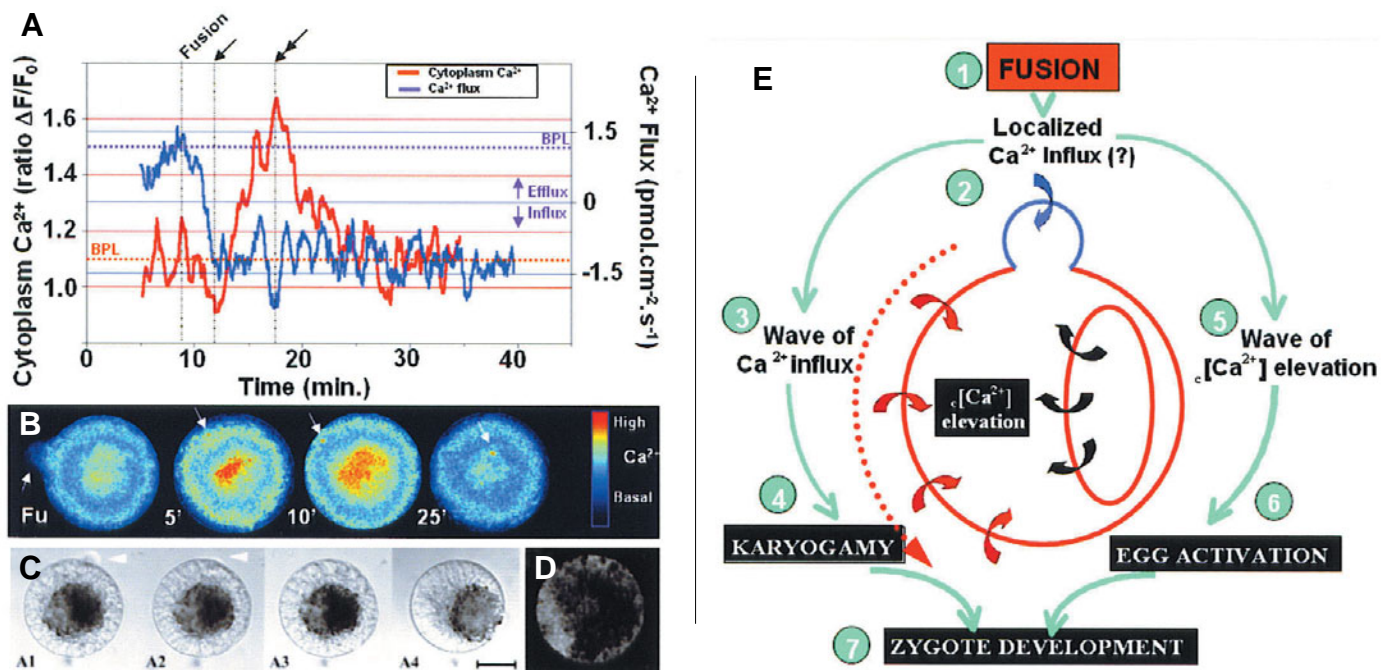 A
Fusion
Cytoplasm Ca²⁺
Ca²⁺ flux
Cytoplasm Ca²⁺ (ratio ΔF/F₀)
1.6
1.4
1.2
1.0
BPL
BPL
Efflux
Influx
1.5
0
-1.5
Ca²⁺ Flux (pmol.cm⁻².s⁻¹)
0
10
20
30
40
Time (min.)
B
Fu
5'
10'
25'
High
Ca²⁺
Basal
C
A1
A2
A3
A4
D
E
1
FUSION
Localized
Ca²⁺ Influx (?)
2
3
Wave of
Ca²⁺ influx
c[Ca²⁺]
elevation
5
Wave of
c[Ca²⁺] elevation
4
KARYOGAMY
6
EGG ACTIVATION
7
ZYGOTE DEVELOPMENT